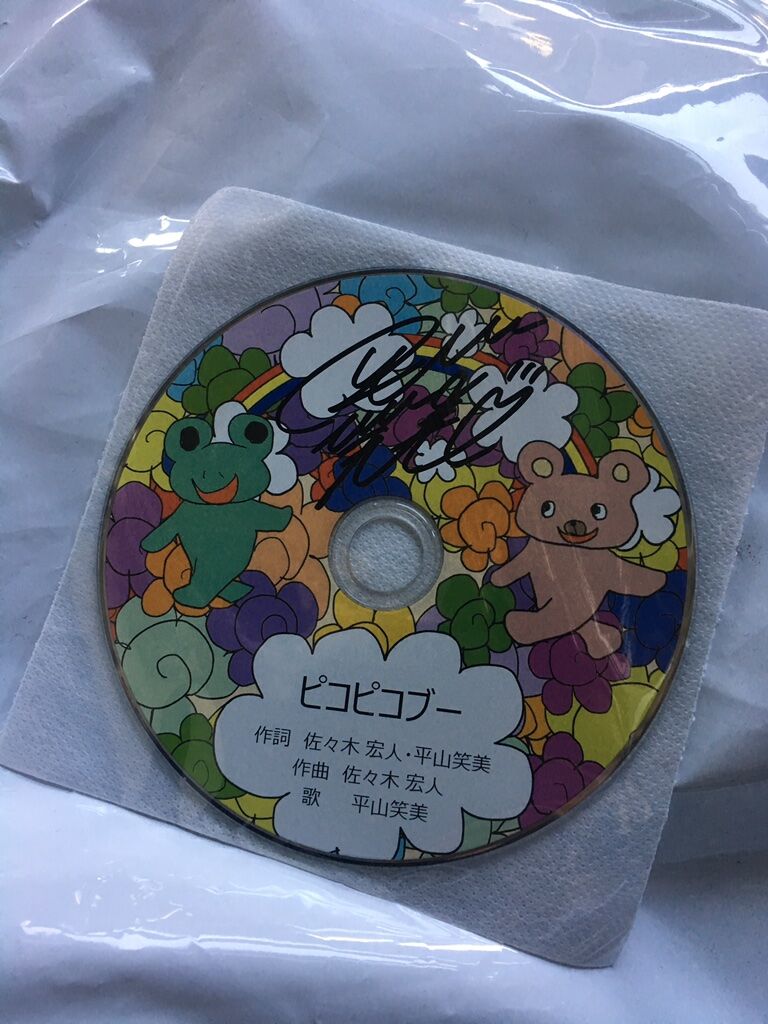 ピコピコブー
作詞 佐々木 宏人・平山笑美
作曲 佐々木 宏人
歌 平山笑美